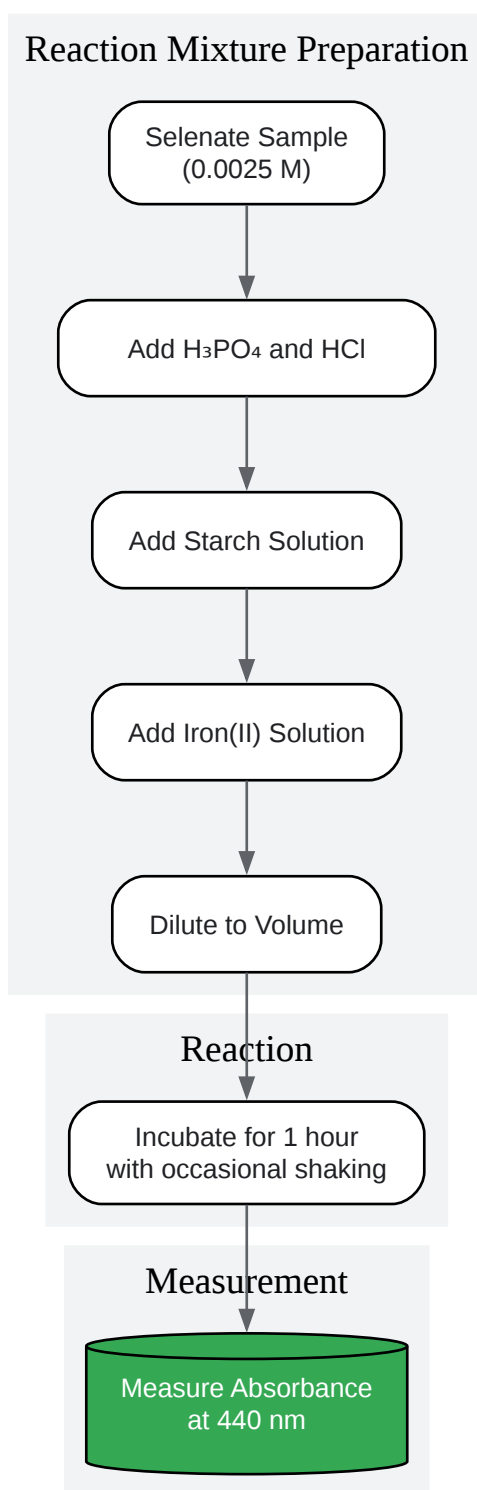 Reaction Mixture Preparation
Selenate Sample
(0.0025 M)
Add H₃PO₄ and HCl
Add Starch Solution
Add Iron(II) Solution
Dilute to Volume
Reaction
Incubate for 1 hour
with occasional shaking
Measurement
Measure Absorbance
at 440 nm